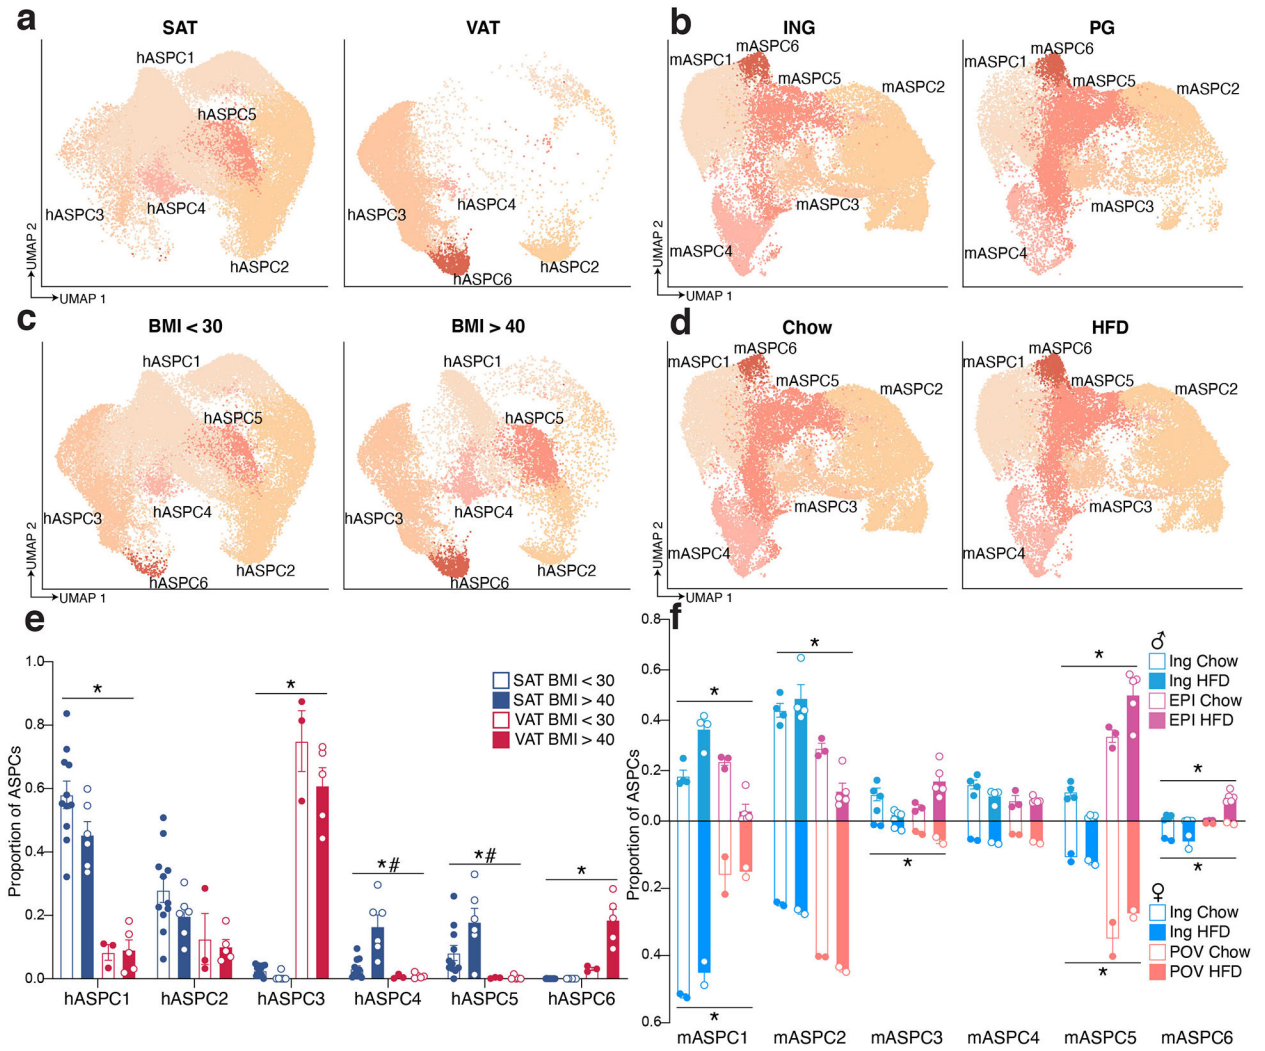 a
SAT
VAT
hASPC1
hASPC5
hASPC3
hASPC4
hASPC2
hASPC3
hASPC4
hASPC6
hASPC2
UMAP 2
UMAP 1
b
ING
PG
mASPC6
mASPC1
mASPC5
mASPC2
mASPC3
mASPC4
mASPC6
mASPC1
mASPC5
mASPC2
mASPC3
mASPC4
UMAP 2
UMAP 1
c
BMI < 30
BMI > 40
hASPC1
hASPC5
hASPC3
hASPC4
hASPC6
hASPC2
hASPC1
hASPC5
hASPC3
hASPC4
hASPC6
hASPC2
UMAP 2
UMAP 1
d
Chow
HFD
mASPC6
mASPC1
mASPC5
mASPC2
mASPC3
mASPC4
mASPC6
mASPC1
mASPC5
mASPC2
mASPC3
mASPC4
UMAP 2
UMAP 1
e
Proportion of ASPCs
1.0
0.8
0.6
0.4
0.2
0.0
*
*
*#
*#
*
SAT BMI < 30
SAT BMI > 40
VAT BMI < 30
VAT BMI > 40
hASPC1
hASPC2
hASPC3
hASPC4
hASPC5
hASPC6
f
Proportion of ASPCs
0.8
0.6
0.4
0.2
0.0
0.2
0.4
0.6
*
*
*
*
*
*
*
*
♂
Ing Chow
Ing HFD
EPI Chow
EPI HFD
♀
Ing Chow
Ing HFD
POV Chow
POV HFD
mASPC1
mASPC2
mASPC3
mASPC4
mASPC5
mASPC6